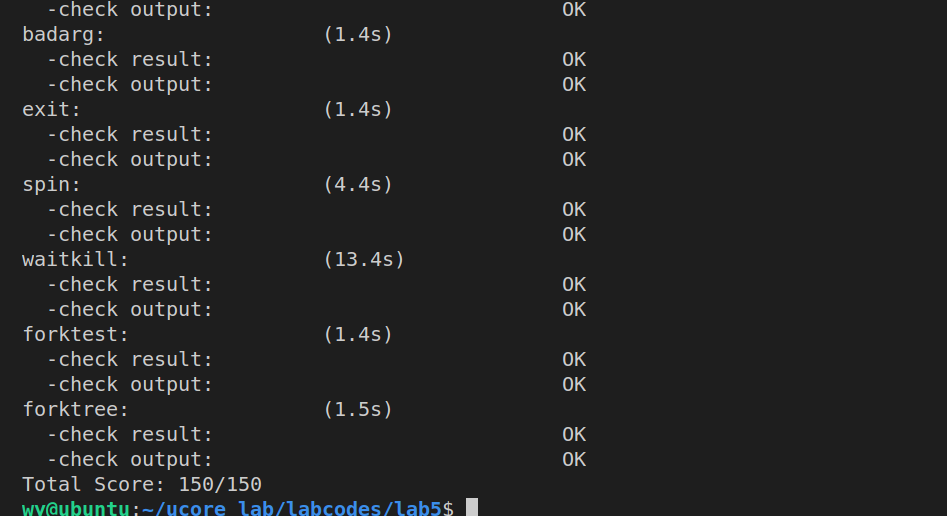 -check output: OK
badarg: (1.4s)
-check result: OK
-check output: OK
exit: (1.4s)
-check result: OK
-check output: OK
spin: (4.4s)
-check result: OK
-check output: OK
waitkill: (13.4s)
-check result: OK
-check output: OK
forktest: (1.4s)
-check result: OK
-check output: OK
forktree: (1.5s)
-check result: OK
-check output: OK
Total Score: 150/150
wy@ubuntu:~/ucore_lab/labcodes/lab5$